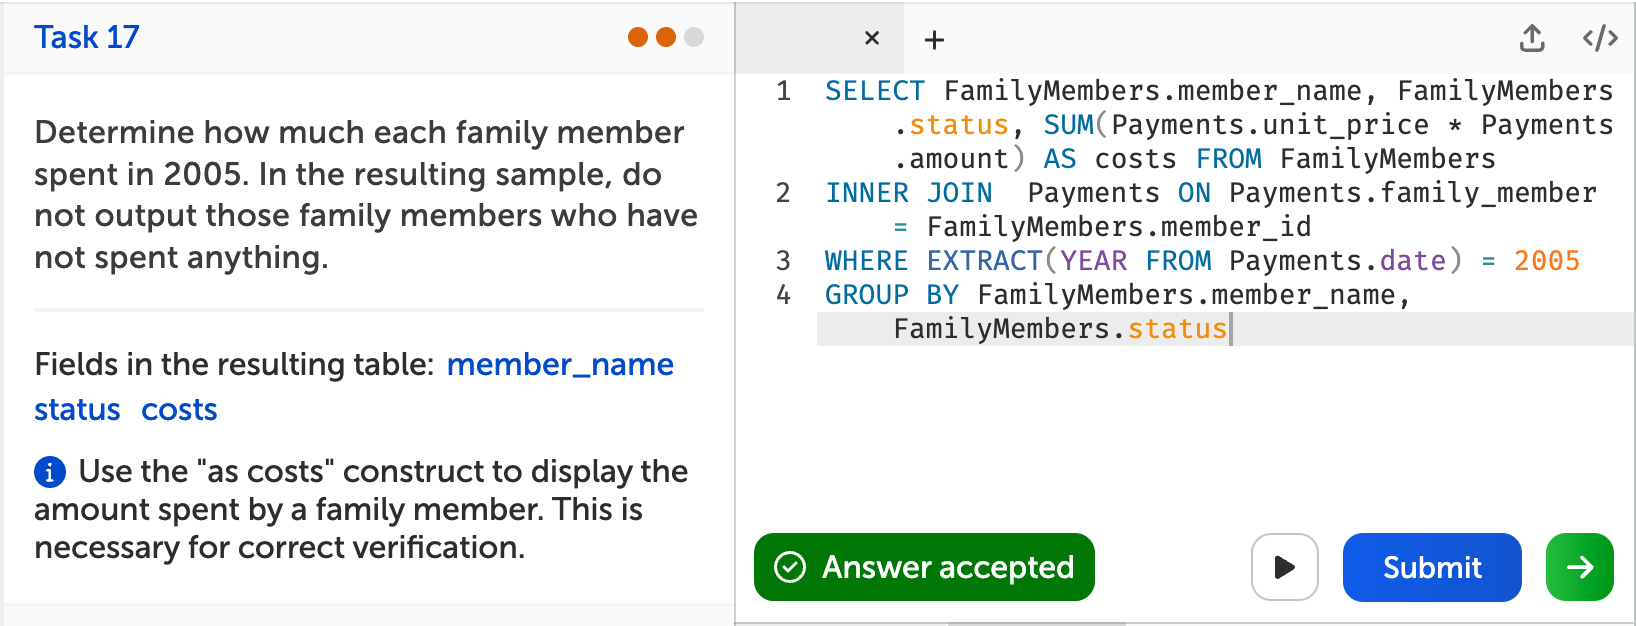 Task 17
Determine how much each family member
spent in 2005. In the resulting sample, do
not output those family members who have
not spent anything.
Fields in the resulting table: member_name
status costs
i Use the "as costs" construct to display the
amount spent by a family member. This is
necessary for correct verification.
× +
</>
1 SELECT FamilyMembers.member_name, FamilyMembers
.status, SUM(Payments.unit_price * Payments
.amount) AS costs FROM FamilyMembers
2 INNER JOIN  Payments ON Payments.family_member
= FamilyMembers.member_id
3 WHERE EXTRACT(YEAR FROM Payments.date) = 2005
4 GROUP BY FamilyMembers.member_name,
FamilyMembers.status
Answer accepted
Submit